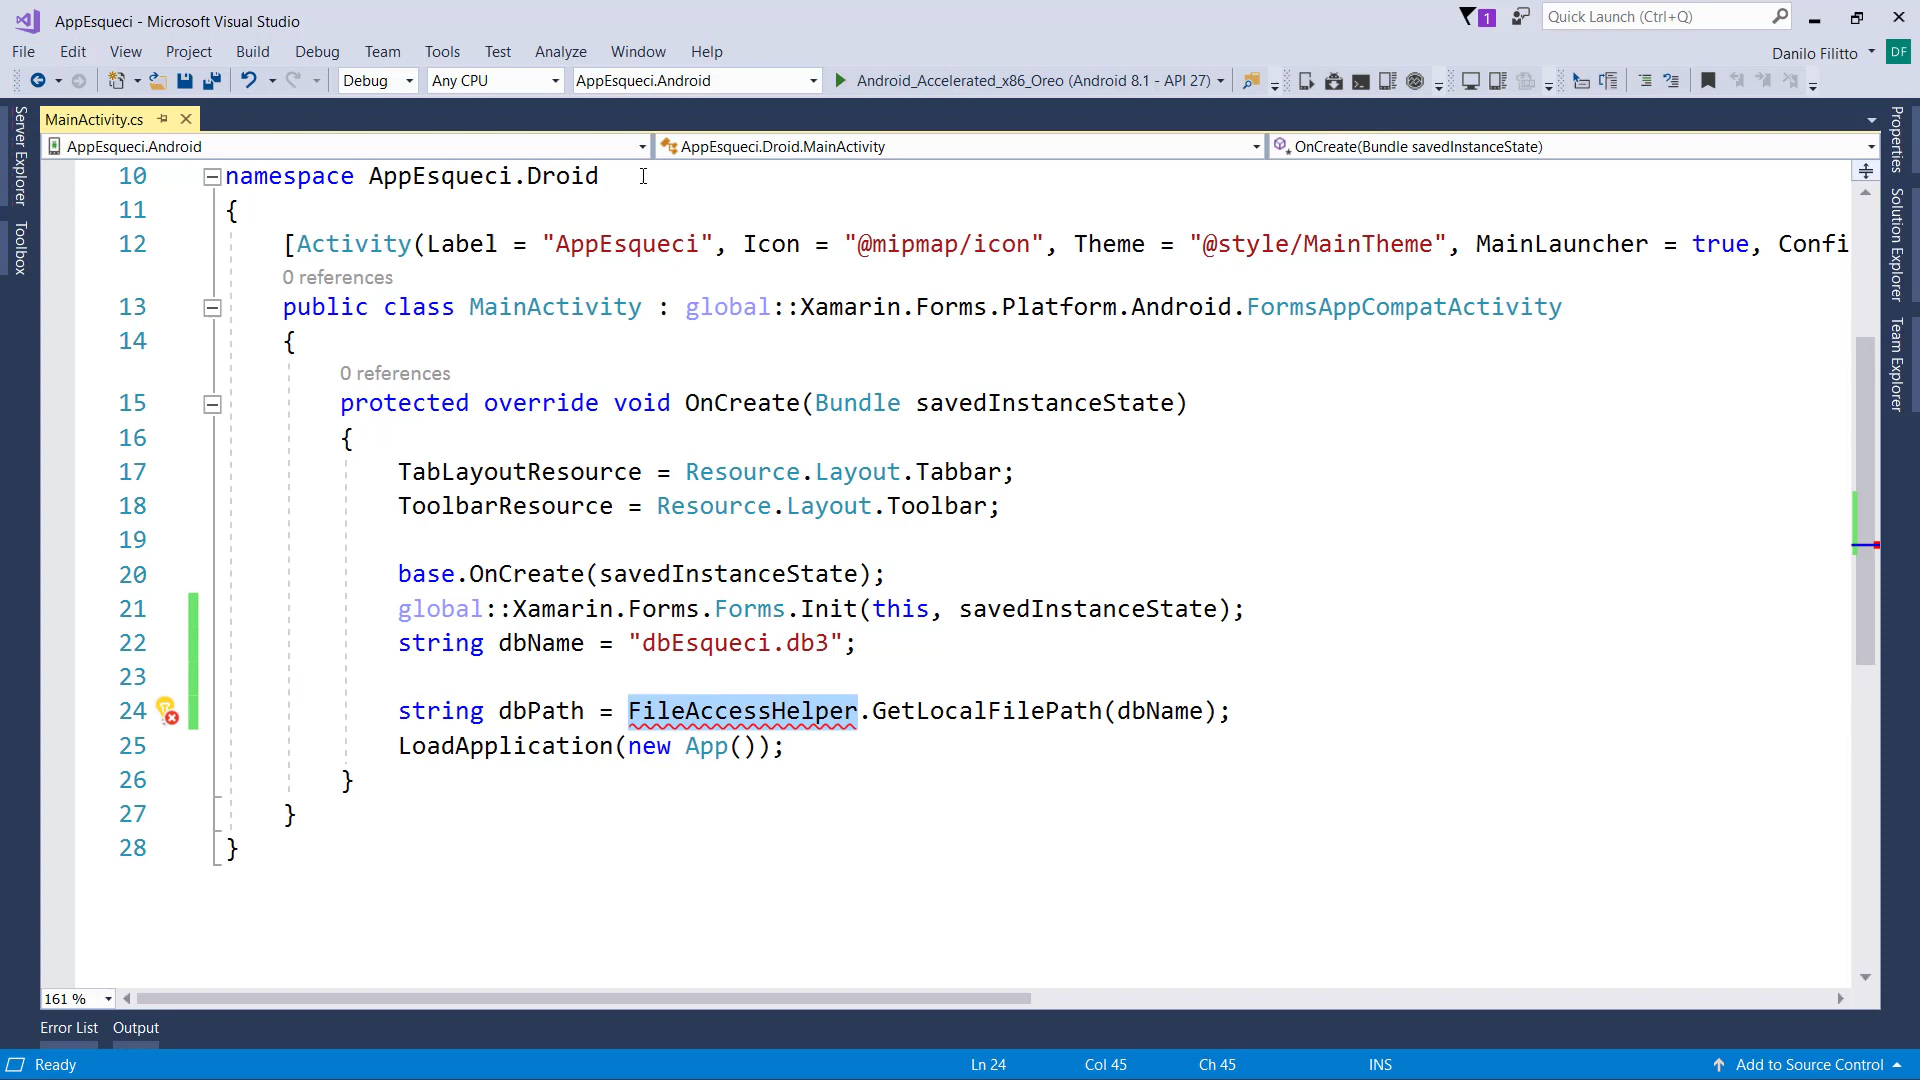 AppEsqueci - Microsoft Visual Studio
1
Quick Launch (Ctrl+Q)
File Edit View Project Build Debug Team Tools Test Analyze Window Help
Danilo Filitto DF
Debug Any CPU AppEsqueci.Android Android_Accelerated_x86_Oreo (Android 8.1 - API 27)
Server Explorer
Toolbox
MainActivity.cs
AppEsqueci.Android AppEsqueci.Droid.MainActivity OnCreate(Bundle savedInstanceState)
10 namespace AppEsqueci.Droid
11 {
12 [Activity(Label = "AppEsqueci", Icon = "@mipmap/icon", Theme = "@style/MainTheme", MainLauncher = true, Confi
0 references
13 public class MainActivity : global::Xamarin.Forms.Platform.Android.FormsAppCompatActivity
14 {
0 references
15 protected override void OnCreate(Bundle savedInstanceState)
16 {
17 TabLayoutResource = Resource.Layout.Tabbar;
18 ToolbarResource = Resource.Layout.Toolbar;
19
20 base.OnCreate(savedInstanceState);
21 global::Xamarin.Forms.Forms.Init(this, savedInstanceState);
22 string dbName = "dbEsqueci.db3";
23
24 string dbPath = FileAccessHelper.GetLocalFilePath(dbName);
25 LoadApplication(new App());
26 }
27 }
28 }
Properties
Solution Explorer
Team Explorer
161 %
Error List Output
Ready Ln 24 Col 45 Ch 45 INS Add to Source Control